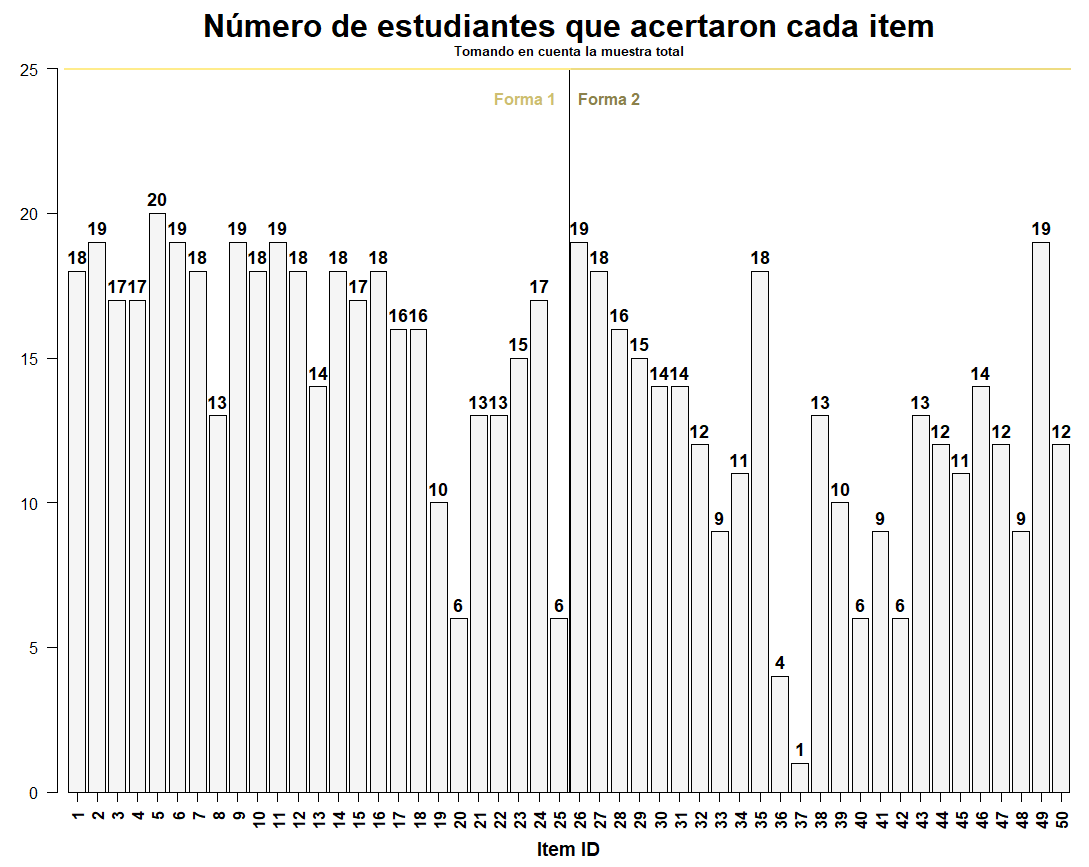 Número de estudiantes que acertaron cada item
Tomando en cuenta la muestra total
25
Forma 1 Forma 2
20
15
10
5
0
18 19 17 17 20 19 18 13 19 18 19 18 14 18 17 18 16 16 10 6 13 13 15 17 6 19 18 16 15 14 14 12 9 11 18 4 1 13 10 6 9 6 13 12 11 14 12 9 19 12
1 2 3 4 5 6 7 8 9 10 11 12 13 14 15 16 17 18 19 20 21 22 23 24 25 26 27 28 29 30 31 32 33 34 35 36 37 38 39 40 41 42 43 44 45 46 47 48 49 50
Item ID